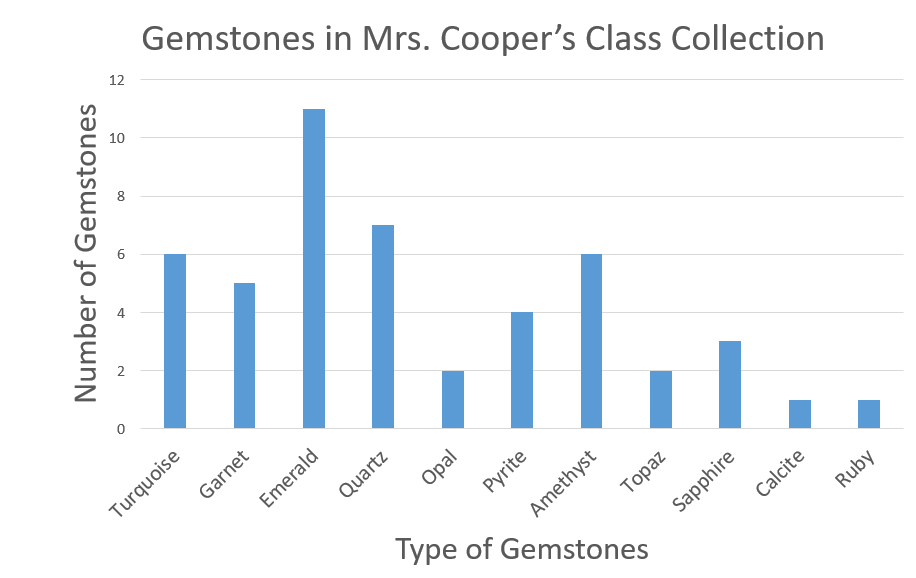 Gemstones in Mrs. Cooper’s Class Collection
Number of Gemstones
12
10
8
6
4
2
0
Turquoise
Garnet
Emerald
Quartz
Opal
Pyrite
Amethyst
Topaz
Sapphire
Calcite
Ruby
Type of Gemstones